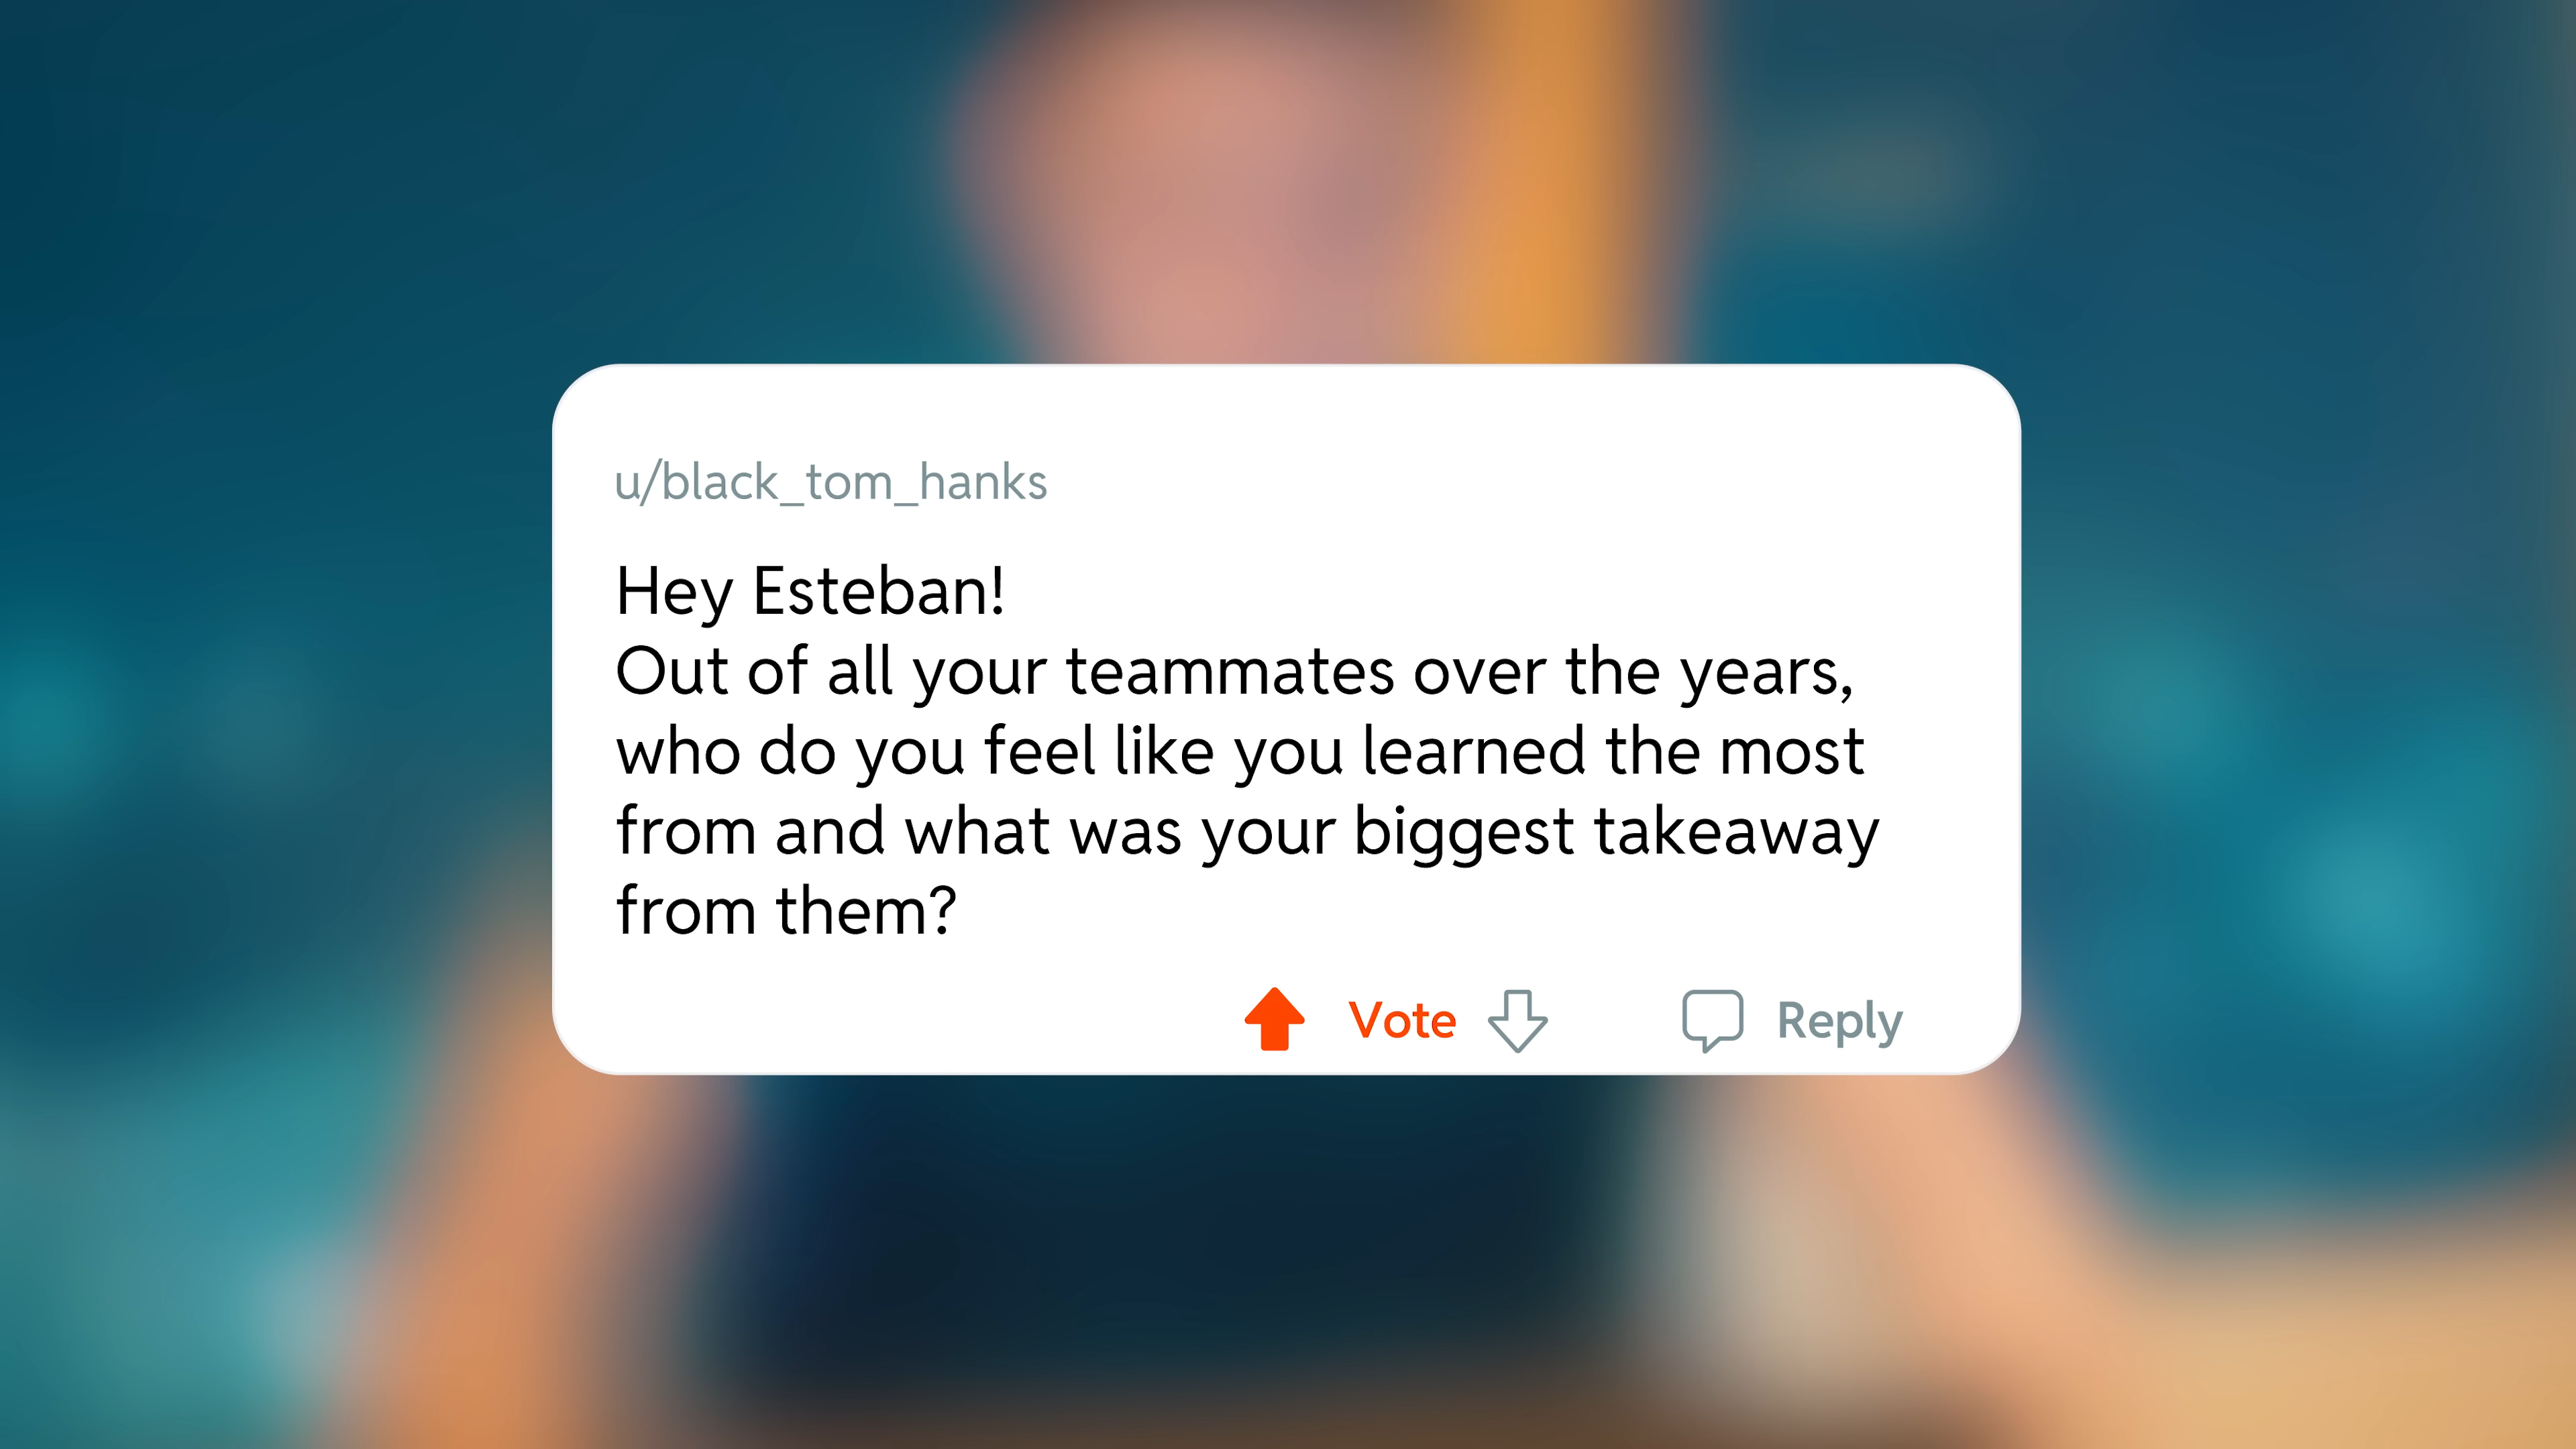 u/black_tom_hanks
Hey Esteban!
Out of all your teammates over the years,
who do you feel like you learned the most
from and what was your biggest takeaway
from them?
Vote
Reply